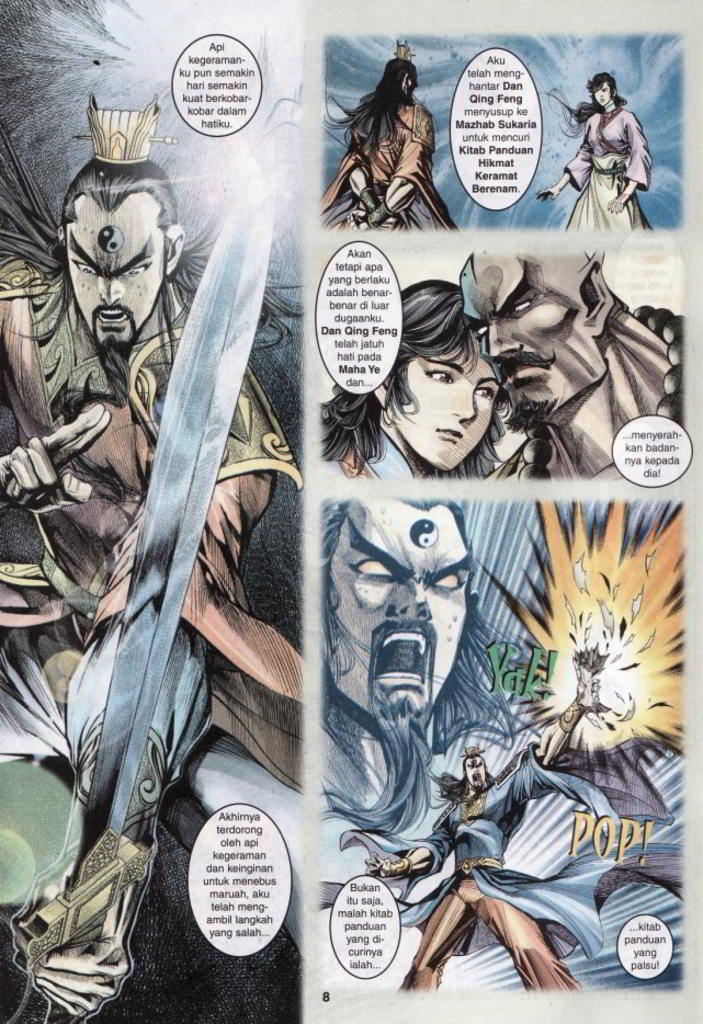 Api
kegeraman-
ku pun semakin
hari semakin
kuat berkobar-
kobar dalam
hatiku.
Akhirnya
terdorong
oleh api
kegeraman
dan keinginan
untuk menebus
maruah, aku
telah meng-
ambil langkah
yang salah...
Aku
telah meng-
hantar Dan
Qing Feng
menyusup ke
Mazhab Sukaria
untuk mencuri
Kitab Panduan
Hikmat
Keramat
Berenam.
Akan
tetapi apa
yang berlaku
adalah benar-
benar di luar
dugaanku.
Dan Qing Feng
telah jatuh
hati pada
Maha Ye
dan...
...menyerah-
kan badan-
nya kepada
dia!
Yak!
POP!
Bukan
itu saja,
malah kitab
panduan
yang di-
curinya
ialah...
...kitab
panduan
yang
palsu!
8